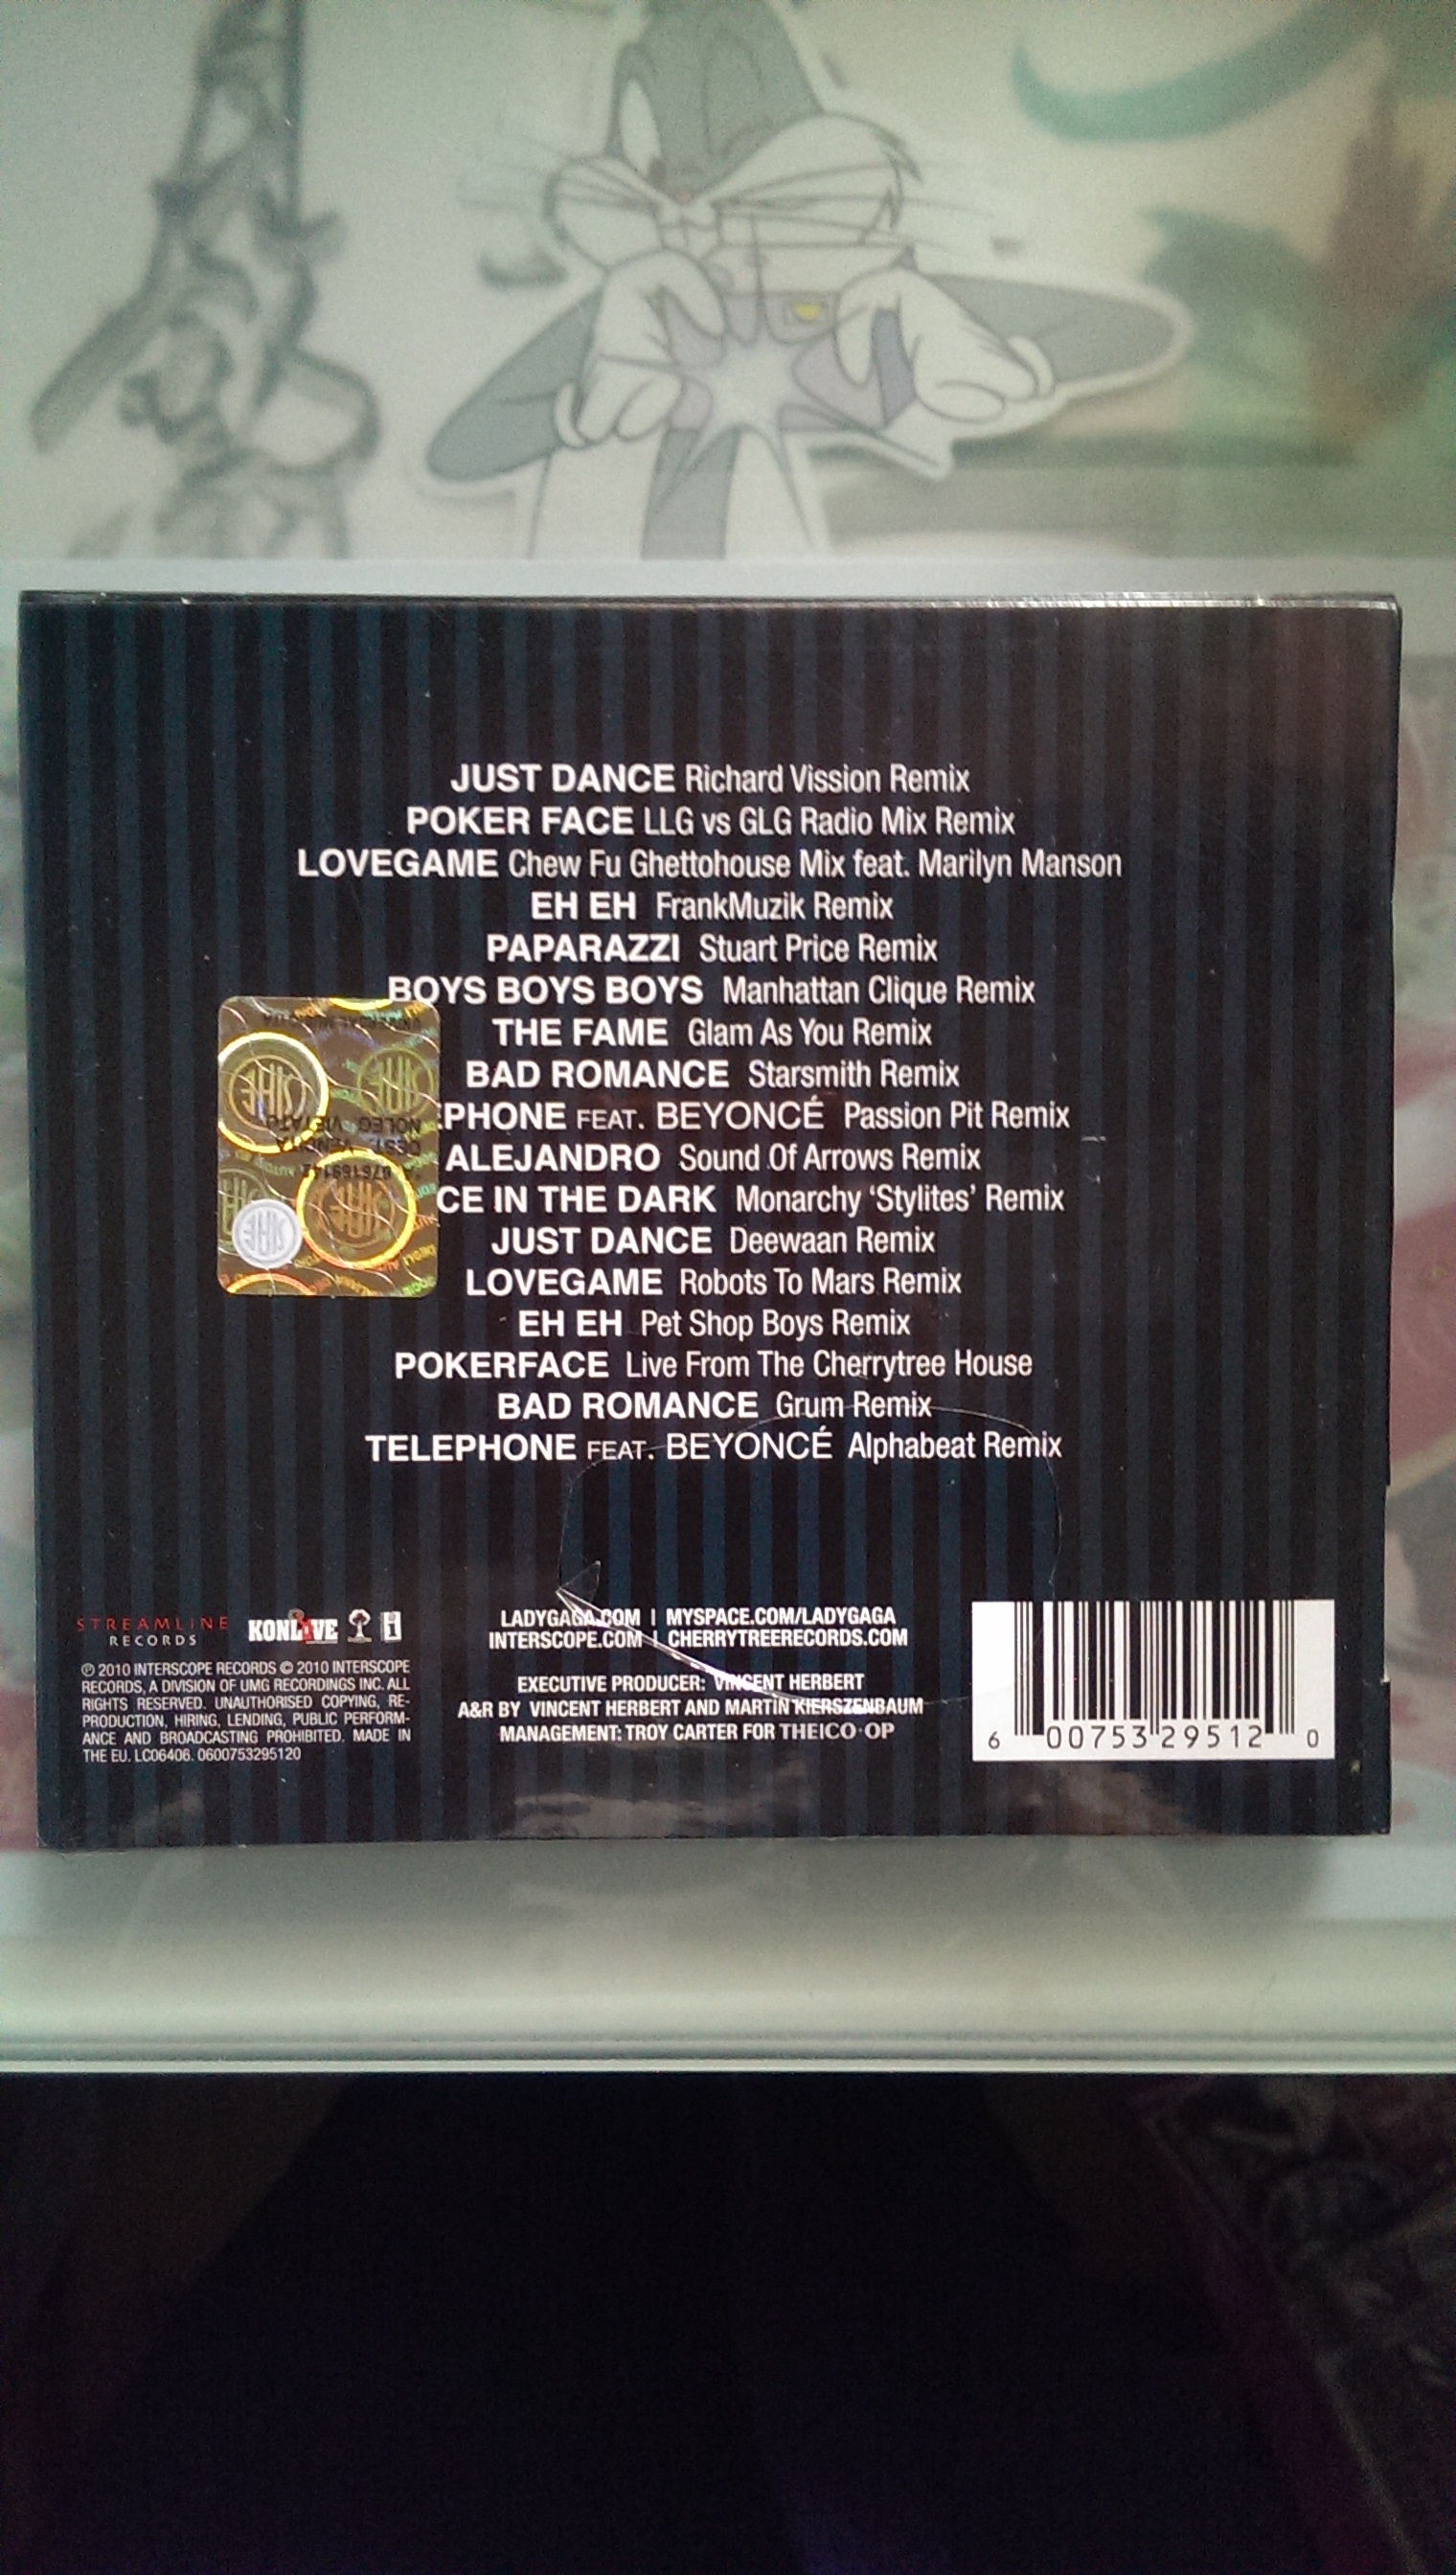 JUST DANCE Richard Vission Remix
POKER FACE LLG vs GLG Radio Mix Remix
LOVEGAME Chew Fu Ghettohouse Mix feat. Marilyn Manson
EH EH FrankMuzik Remix
PAPARAZZI Stuart Price Remix
BOYS BOYS BOYS Manhattan Clique Remix
THE FAME Glam As You Remix
BAD ROMANCE Starsmith Remix
EPHONE FEAT. BEYONCÉ Passion Pit Remix
ALEJANDRO Sound Of Arrows Remix
CE IN THE DARK Monarchy ‘Stylites’ Remix
JUST DANCE Deewaan Remix
LOVEGAME Robots To Mars Remix
EH EH Pet Shop Boys Remix
POKERFACE Live From The Cherrytree House
BAD ROMANCE Grum Remix
TELEPHONE FEAT. BEYONCÉ Alphabeat Remix
SIAE
NOLEG. VIETATO
DEST. VENDITA
STREAMLINE
RECORDS
KONLIVE
℗ 2010 INTERSCOPE RECORDS © 2010 INTERSCOPE
RECORDS, A DIVISION OF UMG RECORDINGS INC. ALL
RIGHTS RESERVED. UNAUTHORISED COPYING, RE-
PRODUCTION, HIRING, LENDING, PUBLIC PERFORM-
ANCE AND BROADCASTING PROHIBITED. MADE IN
THE EU. LC06406. 0600753295120
LADYGAGA.COM | MYSPACE.COM/LADYGAGA
INTERSCOPE.COM | CHERRYTREERECORDS.COM
EXECUTIVE PRODUCER: VINCENT HERBERT
A&R BY VINCENT HERBERT AND MARTIN KIERSZENBAUM
MANAGEMENT: TROY CARTER FOR THE CO-OP
6 00753 29512 0